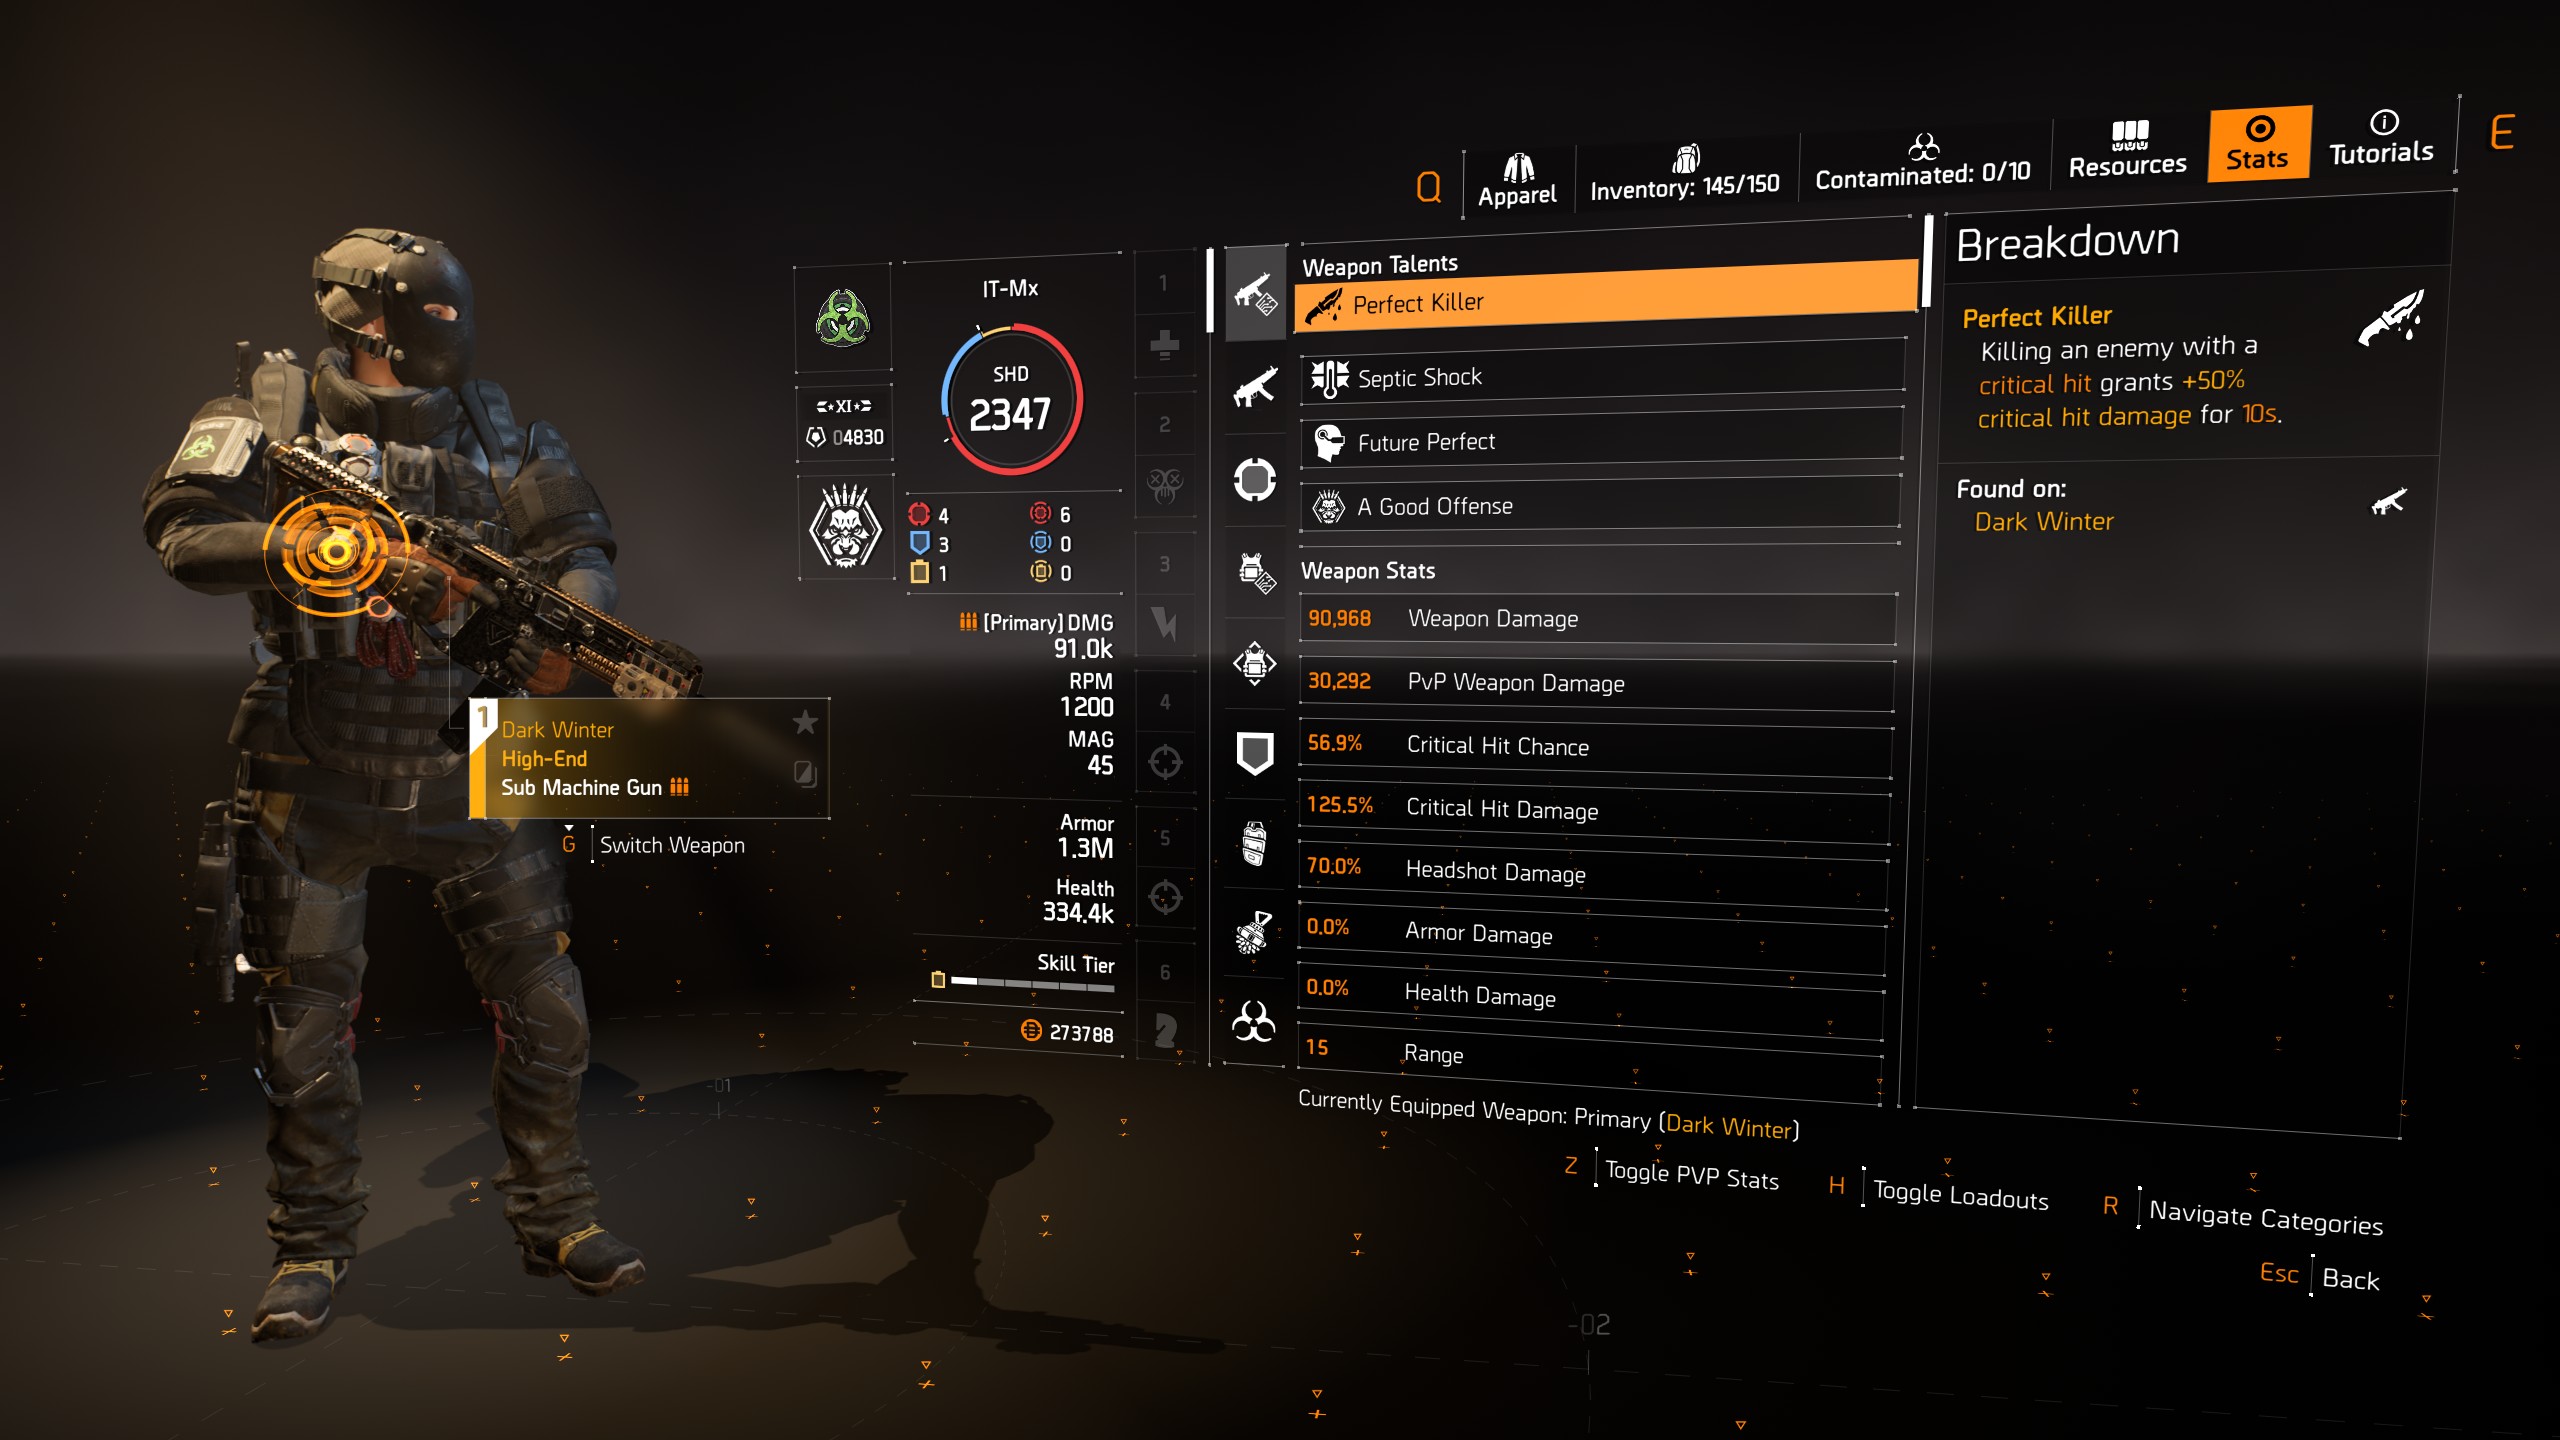 Q
Apparel
Inventory: 145/150
Contaminated: 0/10
Resources
Stats
Tutorials
E
XI
04830
IT-Mx
SHD
2347
4
6
3
0
1
0
[Primary] DMG
91.0k
RPM
1200
MAG
45
Armor
1.3M
Health
334.4k
Skill Tier
273788
1
2
3
4
5
6
1
Dark Winter
High-End
Sub Machine Gun
G
Switch Weapon
Weapon Talents
Perfect Killer
Septic Shock
Future Perfect
A Good Offense
Weapon Stats
90,968 Weapon Damage
30,292 PvP Weapon Damage
56.9% Critical Hit Chance
125.5% Critical Hit Damage
70.0% Headshot Damage
0.0% Armor Damage
0.0% Health Damage
15 Range
Currently Equipped Weapon: Primary (Dark Winter)
Breakdown
Perfect Killer
Killing an enemy with a
critical hit grants +50%
critical hit damage for 10s.
Found on:
Dark Winter
Z Toggle PVP Stats
H Toggle Loadouts
R Navigate Categories
Esc Back
-01
-02